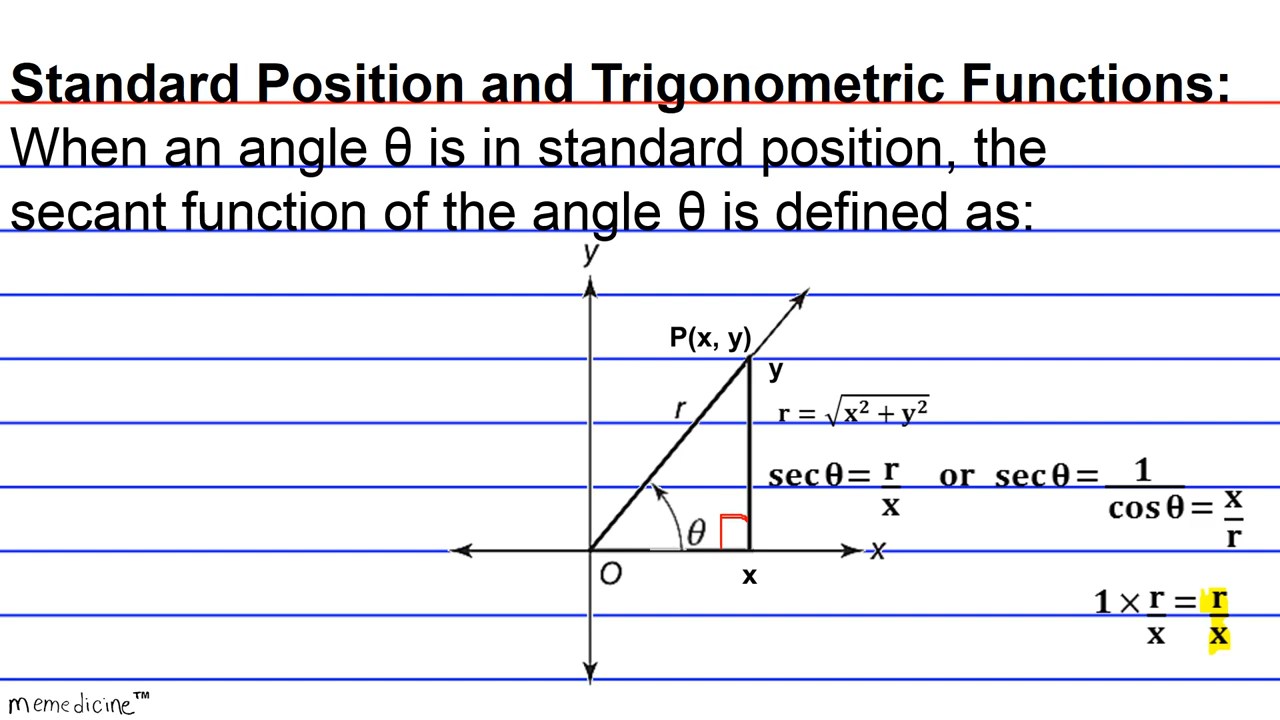 Standard Position and Trigonometric Functions:
When an angle θ is in standard position, the
secant function of the angle θ is defined as:
y
P(x, y)
y
r
r = √x² + y²
sec θ = r/x or sec θ = 1/cos θ = x/r
θ
x
O
x
1 × r/x = r/x
memedicine™